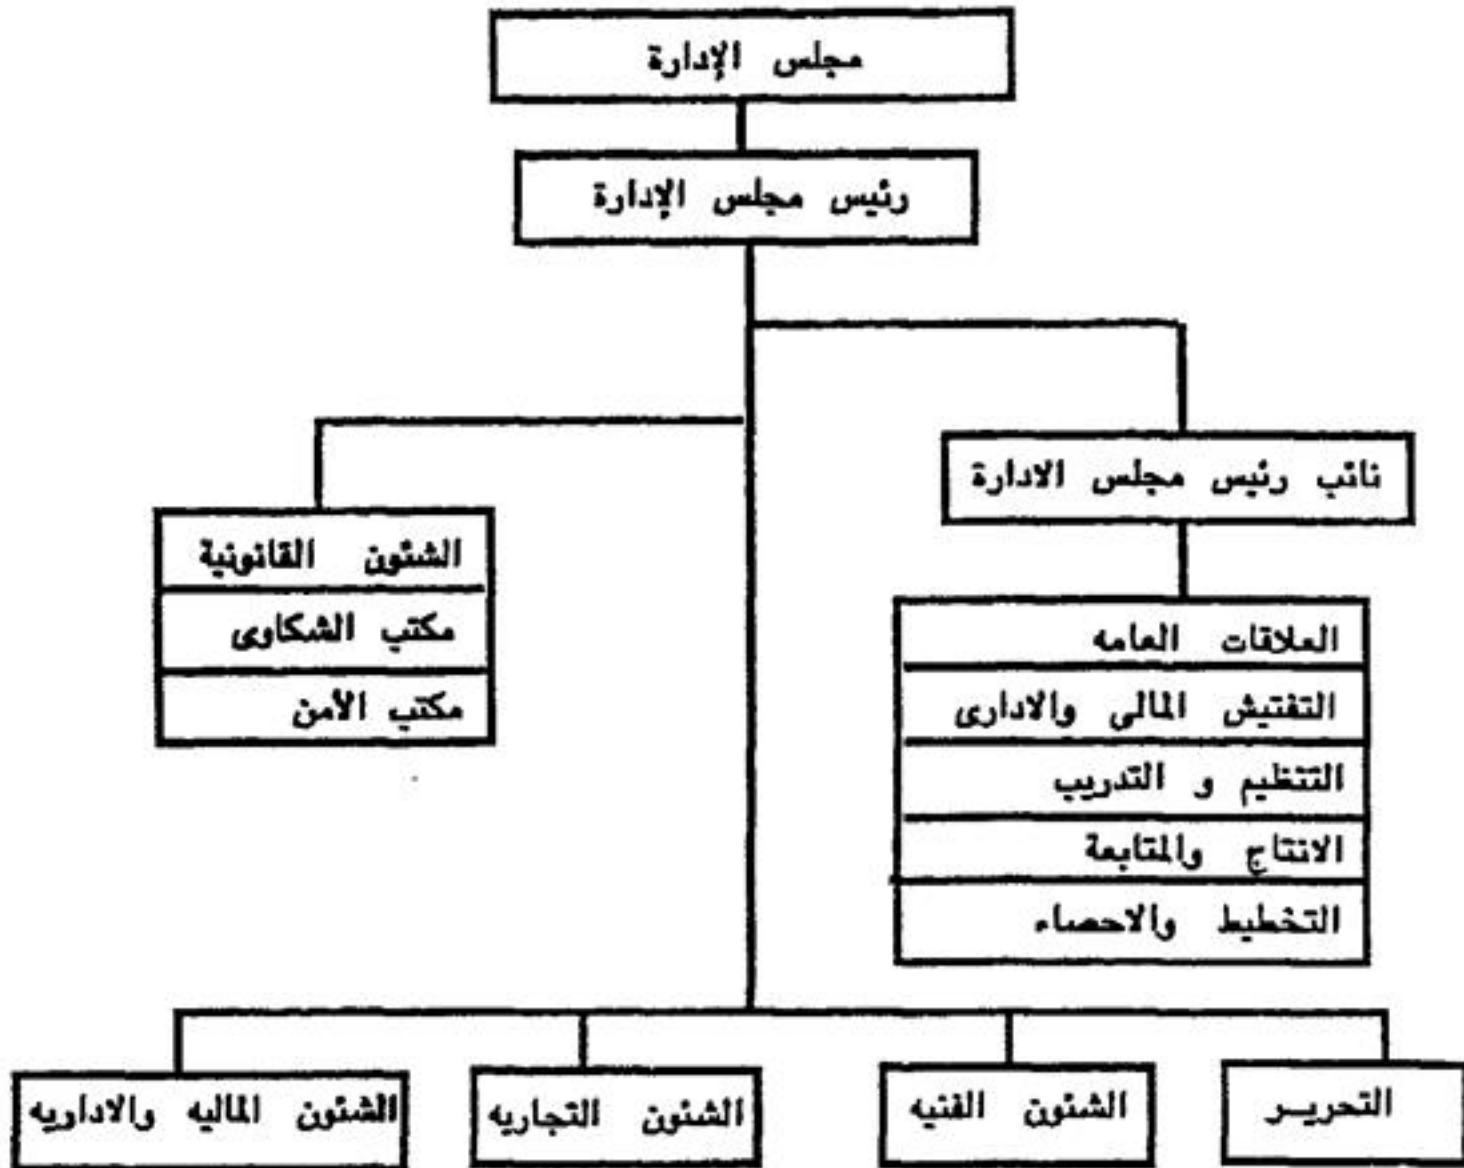 مجلس الإدارة
رئيس مجلس الإدارة
نائب رئيس مجلس الادارة
العلاقات العامه
التفتيش المالى والادارى
التنظيم و التدريب
الانتاج والمتابعة
التخطيط والاحصاء
الشئون القانونية
مكتب الشكاوى
مكتب الأمن
التحريـر
الشئون الفنيه
الشئون التجاريه
الشئون الماليه والاداريه